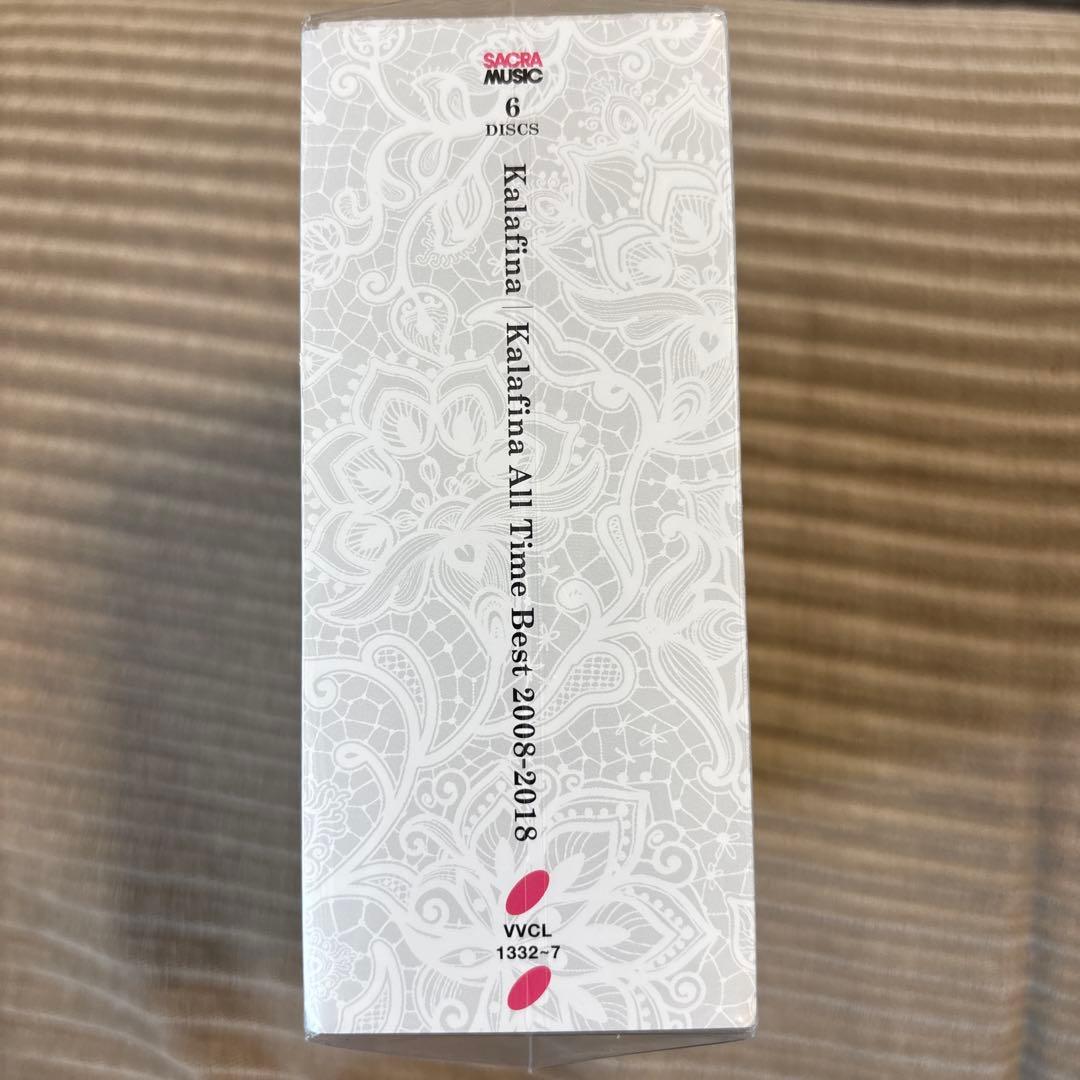 SACRA
MUSIC
6
DISCS
Kalafina | Kalafina All Time Best 2008-2018
VVCL
1332~7